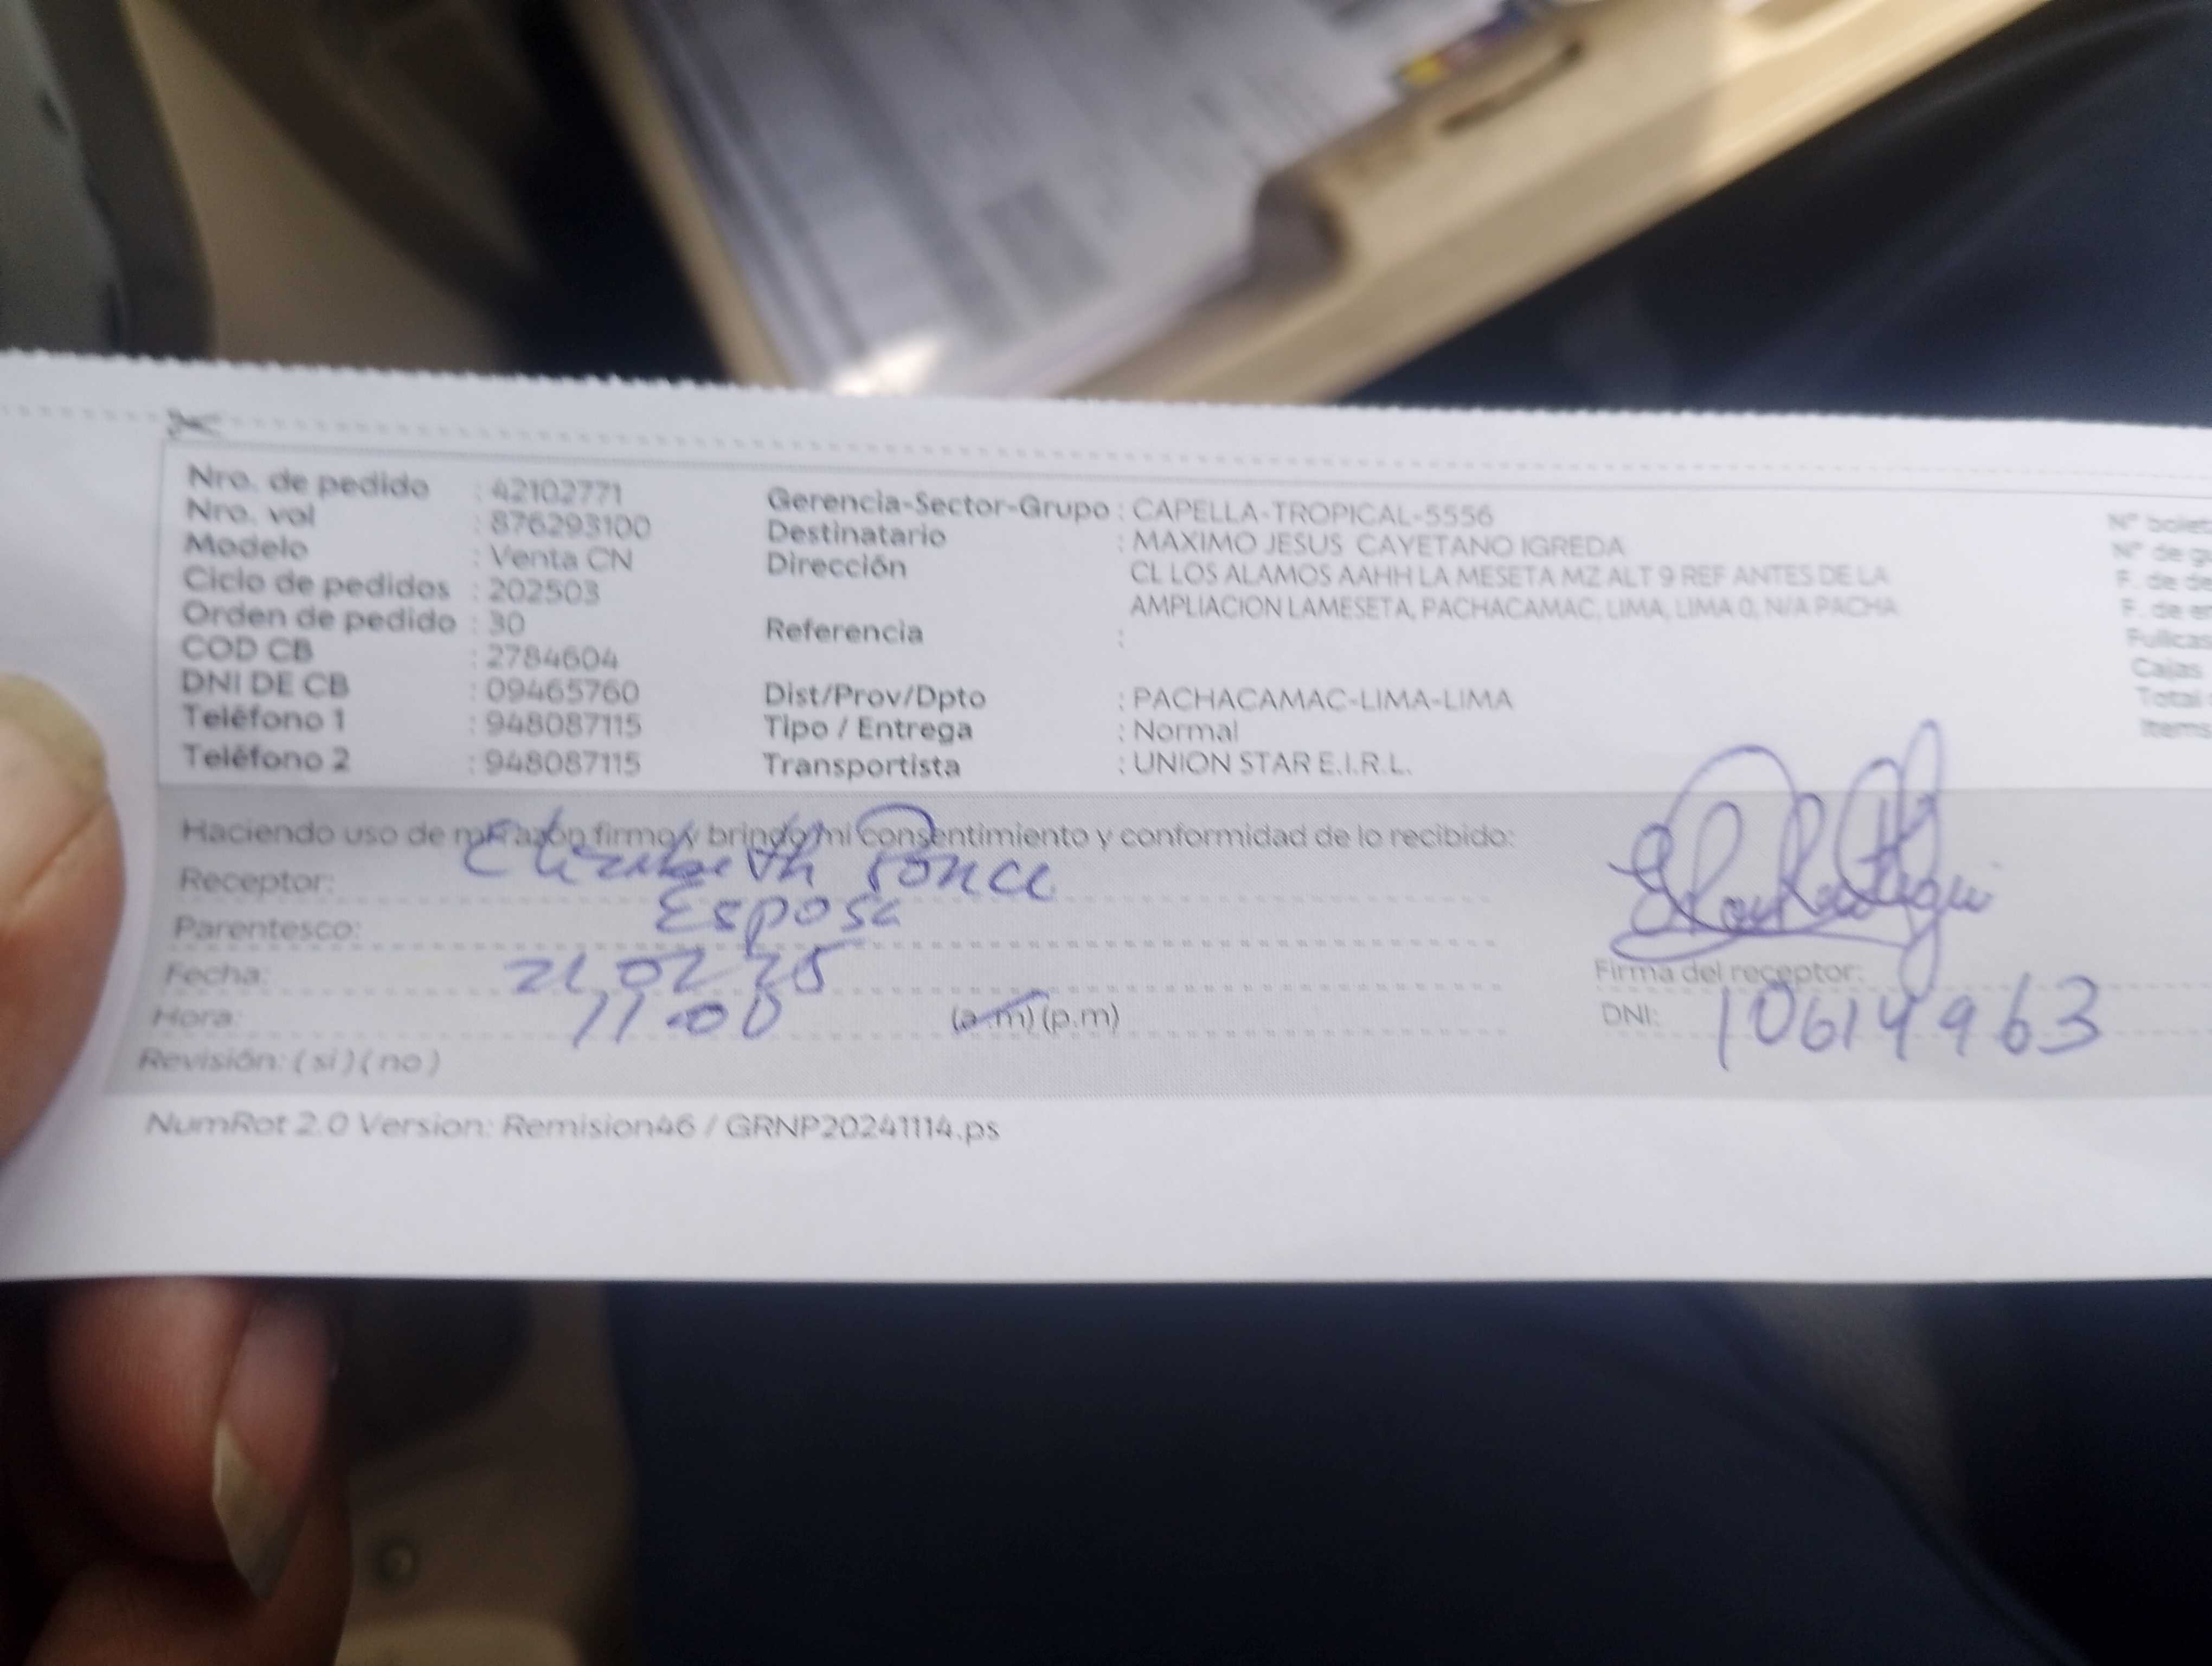 Nro. de pedido : 42102771
Nro. vol : 876293100
Modelo : Venta CN
Ciclo de pedidos : 202503
Orden de pedido : 30
COD CB : 2784604
DNI DE CB : 09465760
Teléfono 1 : 948087115
Teléfono 2 : 948087115
Gerencia-Sector-Grupo : CAPELLA-TROPICAL-5556
Destinatario : MAXIMO JESUS CAYETANO IGREDA
Dirección CL LOS ALAMOS AAHH LA MESETA MZ ALT 9 REF ANTES DE LA
AMPLIACION LAMESETA, PACHACAMAC, LIMA, LIMA 0, N/A PACHA
Referencia :
Dist/Prov/Dpto : PACHACAMAC-LIMA-LIMA
Tipo / Entrega : Normal
Transportista : UNION STAR E.I.R.L.
N° 
N° de
F. de
F. de
Cajas
Total
Items
Haciendo uso de mi razón firmo y brindo mi consentimiento y conformidad de lo recibido:
Receptor: Elizabeth Ponce
Parentesco: Esposa
Fecha: 21 02 25
Hora: 11:00 (a.m) (p.m)
Revisión: ( si ) ( no )
Firma del receptor:
DNI: 10614963
NumRot 2.0 Version: Remision46 / GRNP20241114.ps